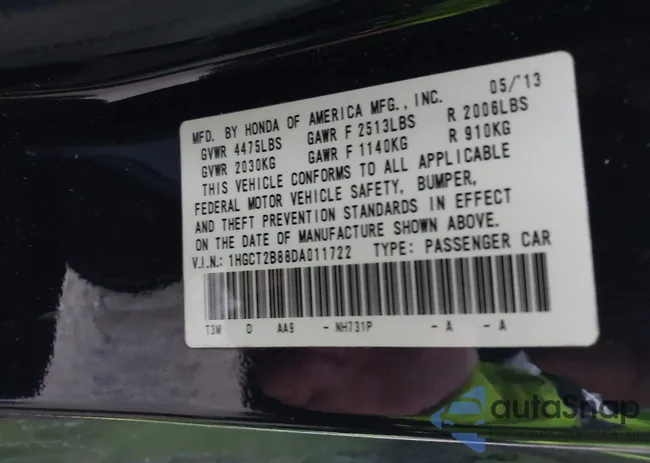 MFD. BY HONDA OF AMERICA MFG., INC. 05/'13
GVWR 4475LBS GAWR F 2513LBS R 2006LBS
GVWR 2030KG GAWR F 1140KG R 910KG
THIS VEHICLE CONFORMS TO ALL APPLICABLE
FEDERAL MOTOR VEHICLE SAFETY, BUMPER,
AND THEFT PREVENTION STANDARDS IN EFFECT
ON THE DATE OF MANUFACTURE SHOWN ABOVE.
V.I.N.: 1HGCT2B88DA011722 TYPE: PASSENGER CAR
T3M D AA9 - NH731P - A - A
autaShap